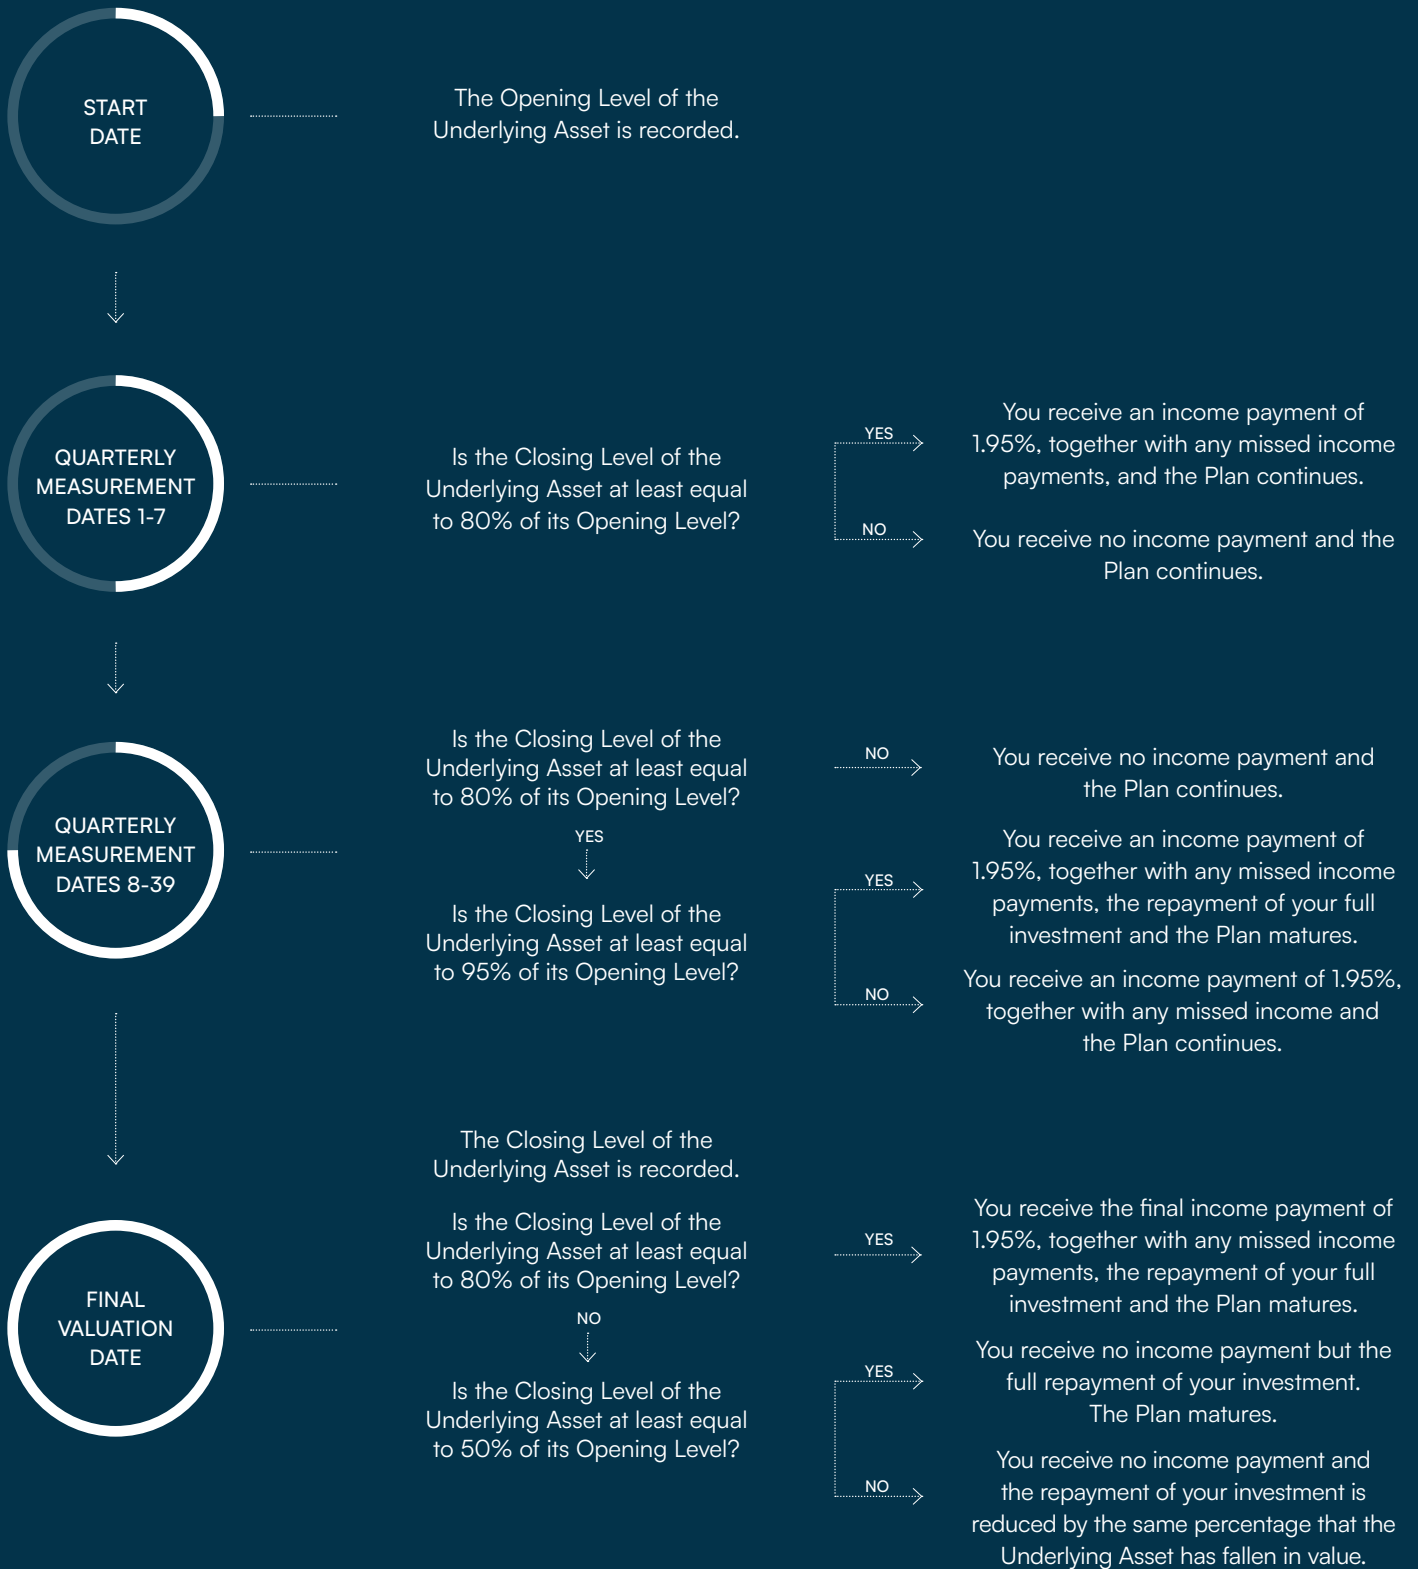 START
DATE
The Opening Level of the
Underlying Asset is recorded.
QUARTERLY
MEASUREMENT
DATES 1-7
Is the Closing Level of the
Underlying Asset at least equal
to 80% of its Opening Level?
YES
You receive an income payment of
1.95%, together with any missed income
payments, and the Plan continues.
NO
You receive no income payment and the
Plan continues.
QUARTERLY
MEASUREMENT
DATES 8-39
Is the Closing Level of the
Underlying Asset at least equal
to 80% of its Opening Level?
NO
You receive no income payment and
the Plan continues.
YES
Is the Closing Level of the
Underlying Asset at least equal
to 95% of its Opening Level?
YES
You receive an income payment of
1.95%, together with any missed income
payments, the repayment of your full
investment and the Plan matures.
NO
You receive an income payment of 1.95%,
together with any missed income and
the Plan continues.
FINAL
VALUATION
DATE
The Closing Level of the
Underlying Asset is recorded.
Is the Closing Level of the
Underlying Asset at least equal
to 80% of its Opening Level?
YES
You receive the final income payment of
1.95%, together with any missed income
payments, the repayment of your full
investment and the Plan matures.
NO
Is the Closing Level of the
Underlying Asset at least equal
to 50% of its Opening Level?
YES
You receive no income payment but the
full repayment of your investment.
The Plan matures.
NO
You receive no income payment and
the repayment of your investment is
reduced by the same percentage that the
Underlying Asset has fallen in value.